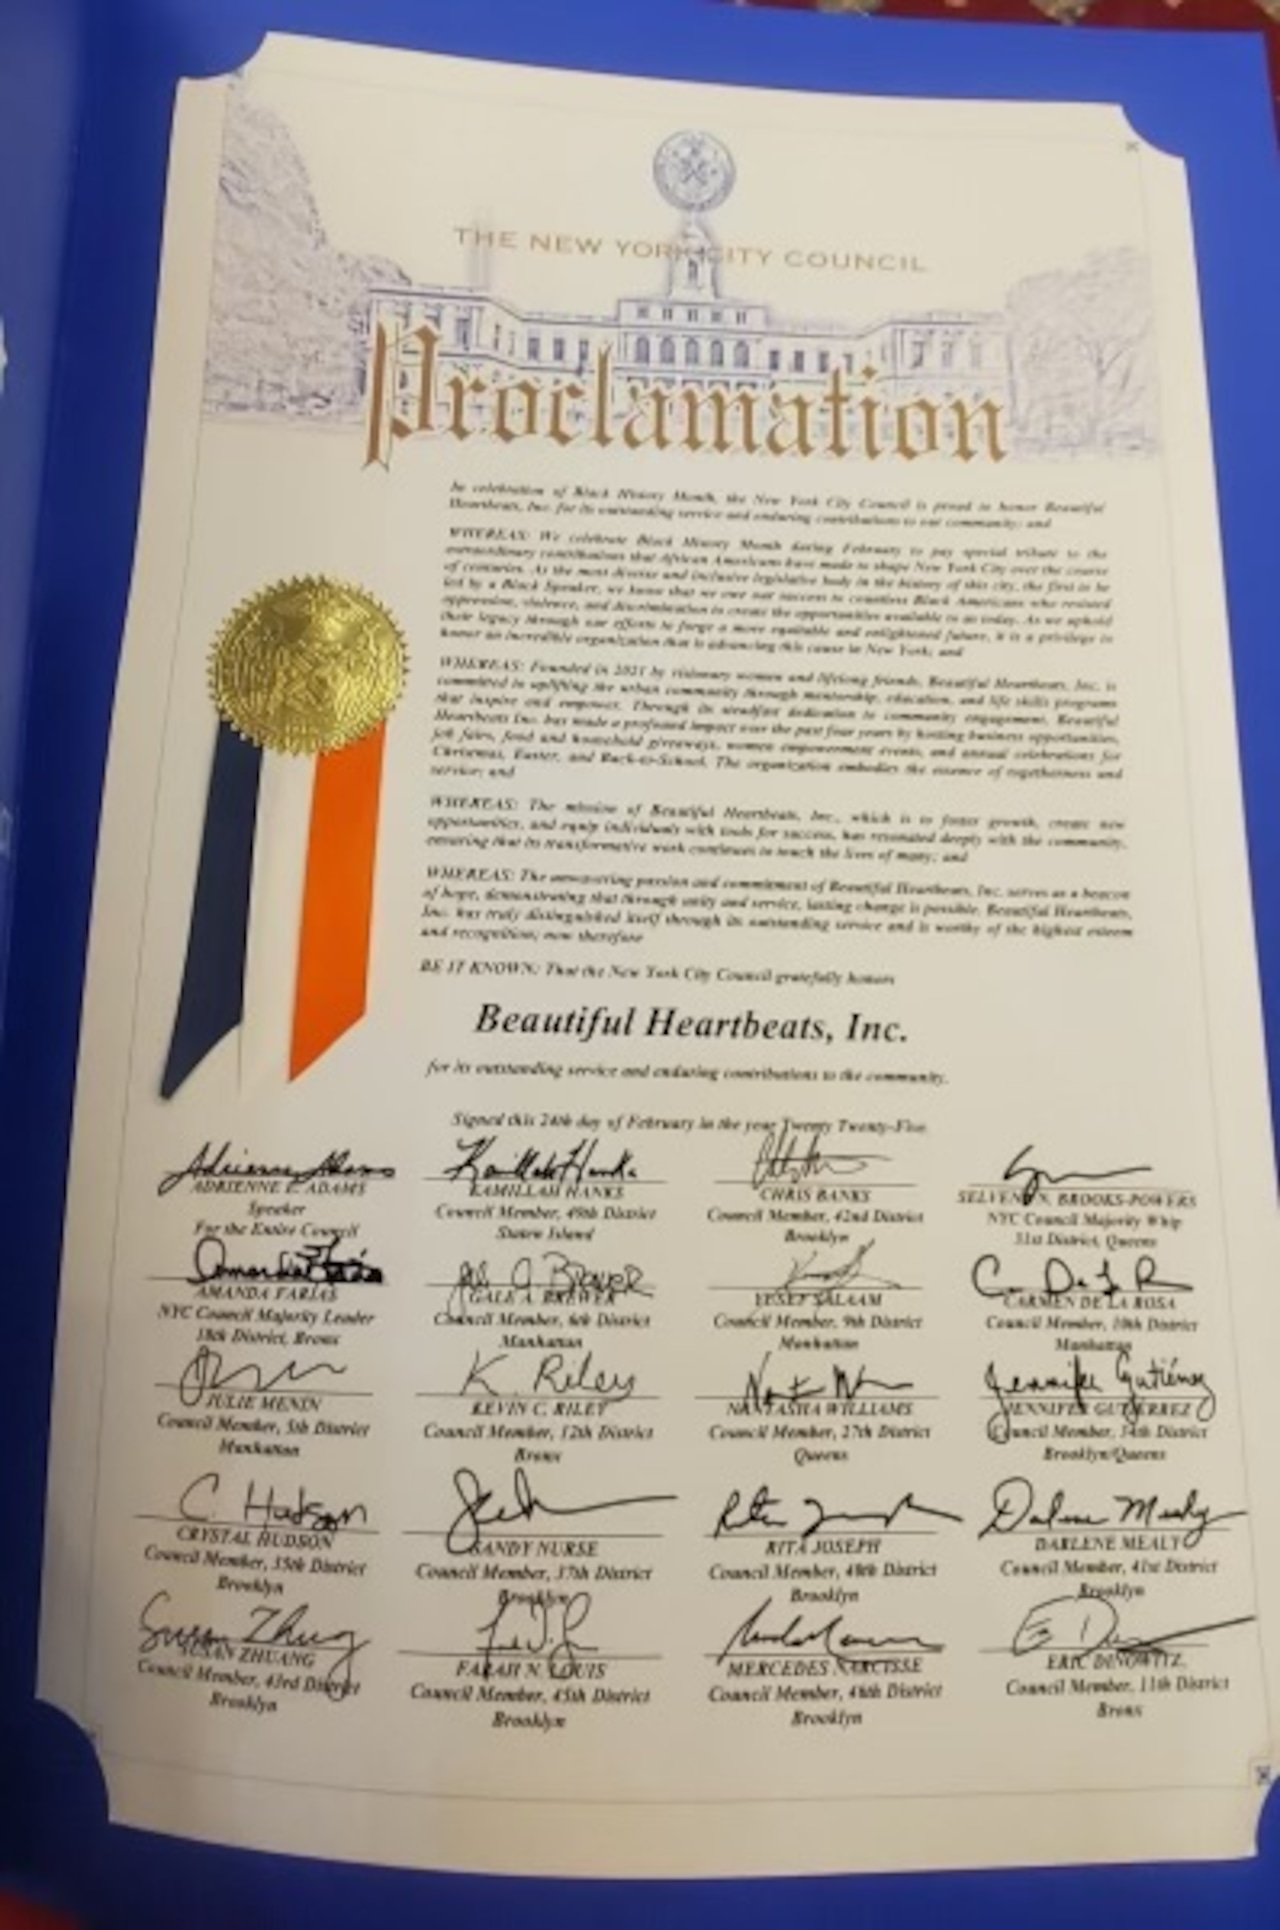 THE NEW YORK CITY COUNCIL
Proclamation
In celebration of Black History Month, the New York City Council is proud to honor Beautiful
Heartbeats, Inc. for its outstanding service and enduring contributions to our community; and
WHEREAS: We celebrate Black History Month during February to pay special tribute to the
extraordinary contributions that African Americans have made to shape New York City over the course
of centuries. As the most diverse and inclusive legislative body in the history of this city, the first to be
led by a Black Speaker, we know that we owe our success to countless Black Americans who resisted
oppression, violence, and discrimination to create the opportunities available to us today. As we uphold
their legacy through our efforts to forge a more equitable and enlightened future, it is a privilege to
honor an incredible organization that is advancing this cause in New York; and
WHEREAS: Founded in 2021 by visionary women and lifelong friends, Beautiful Heartbeats, Inc. is
committed to uplifting the urban community through mentorship, education, and life skills programs
that inspire and empower. Through its steadfast dedication to community engagement, Beautiful
Heartbeats Inc. has made a profound impact over the past four years by hosting business opportunities,
job fairs, food and household giveaways, women empowerment events, and annual celebrations for
Christmas, Easter, and Back-to-School. The organization embodies the essence of togetherness and
service; and
WHEREAS: The mission of Beautiful Heartbeats, Inc., which is to foster growth, create new
opportunities, and equip individuals with tools for success, has resonated deeply with the community,
ensuring that its transformative work continues to touch the lives of many; and
WHEREAS: The unwavering passion and commitment of Beautiful Heartbeats, Inc. serves as a beacon
of hope, demonstrating that through unity and service, lasting change is possible. Beautiful Heartbeats,
Inc. has truly distinguished itself through its outstanding service and is worthy of the highest esteem
and recognition; now therefore
BE IT KNOWN: That the New York City Council gratefully honors
Beautiful Heartbeats, Inc.
for its outstanding service and enduring contributions to the community.
Signed this 24th day of February in the year Twenty Twenty-Five
Adrienne Adams
ADRIENNE E. ADAMS
Speaker
For the Entire Council
Kamillah Hanks
KAMILLAH HANKS
Council Member, 49th District
Staten Island
CHRIS BANKS
Council Member, 42nd District
Brooklyn
SELVENA N. BROOKS-POWERS
NYC Council Majority Whip
31st District, Queens
Amanda Farías
AMANDA FARÍAS
NYC Council Majority Leader
18th District, Bronx
Gale A. Brewer
GALE A. BREWER
Council Member, 6th District
Manhattan
YUSEF SALAAM
Council Member, 9th District
Manhattan
C De La R
CARMEN DE LA ROSA
Council Member, 10th District
Manhattan
JULIE MENIN
Council Member, 5th District
Manhattan
K. Riley
KEVIN C. RILEY
Council Member, 12th District
Bronx
NANTASHA WILLIAMS
Council Member, 27th District
Queens
Jennifer Gutiérrez
JENNIFER GUTIÉRREZ
Council Member, 34th District
Brooklyn/Queens
C. Hudson
CRYSTAL HUDSON
Council Member, 35th District
Brooklyn
SANDY NURSE
Council Member, 37th District
Brooklyn
Rita Joseph
RITA JOSEPH
Council Member, 40th District
Brooklyn
Darlene Mealy
DARLENE MEALY
Council Member, 41st District
Brooklyn
Susan Zhuang
SUSAN ZHUANG
Council Member, 43rd District
Brooklyn
FARAH N. LOUIS
Council Member, 45th District
Brooklyn
MERCEDES NARCISSE
Council Member, 46th District
Brooklyn
ERIC DINOWITZ
Council Member, 11th District
Bronx